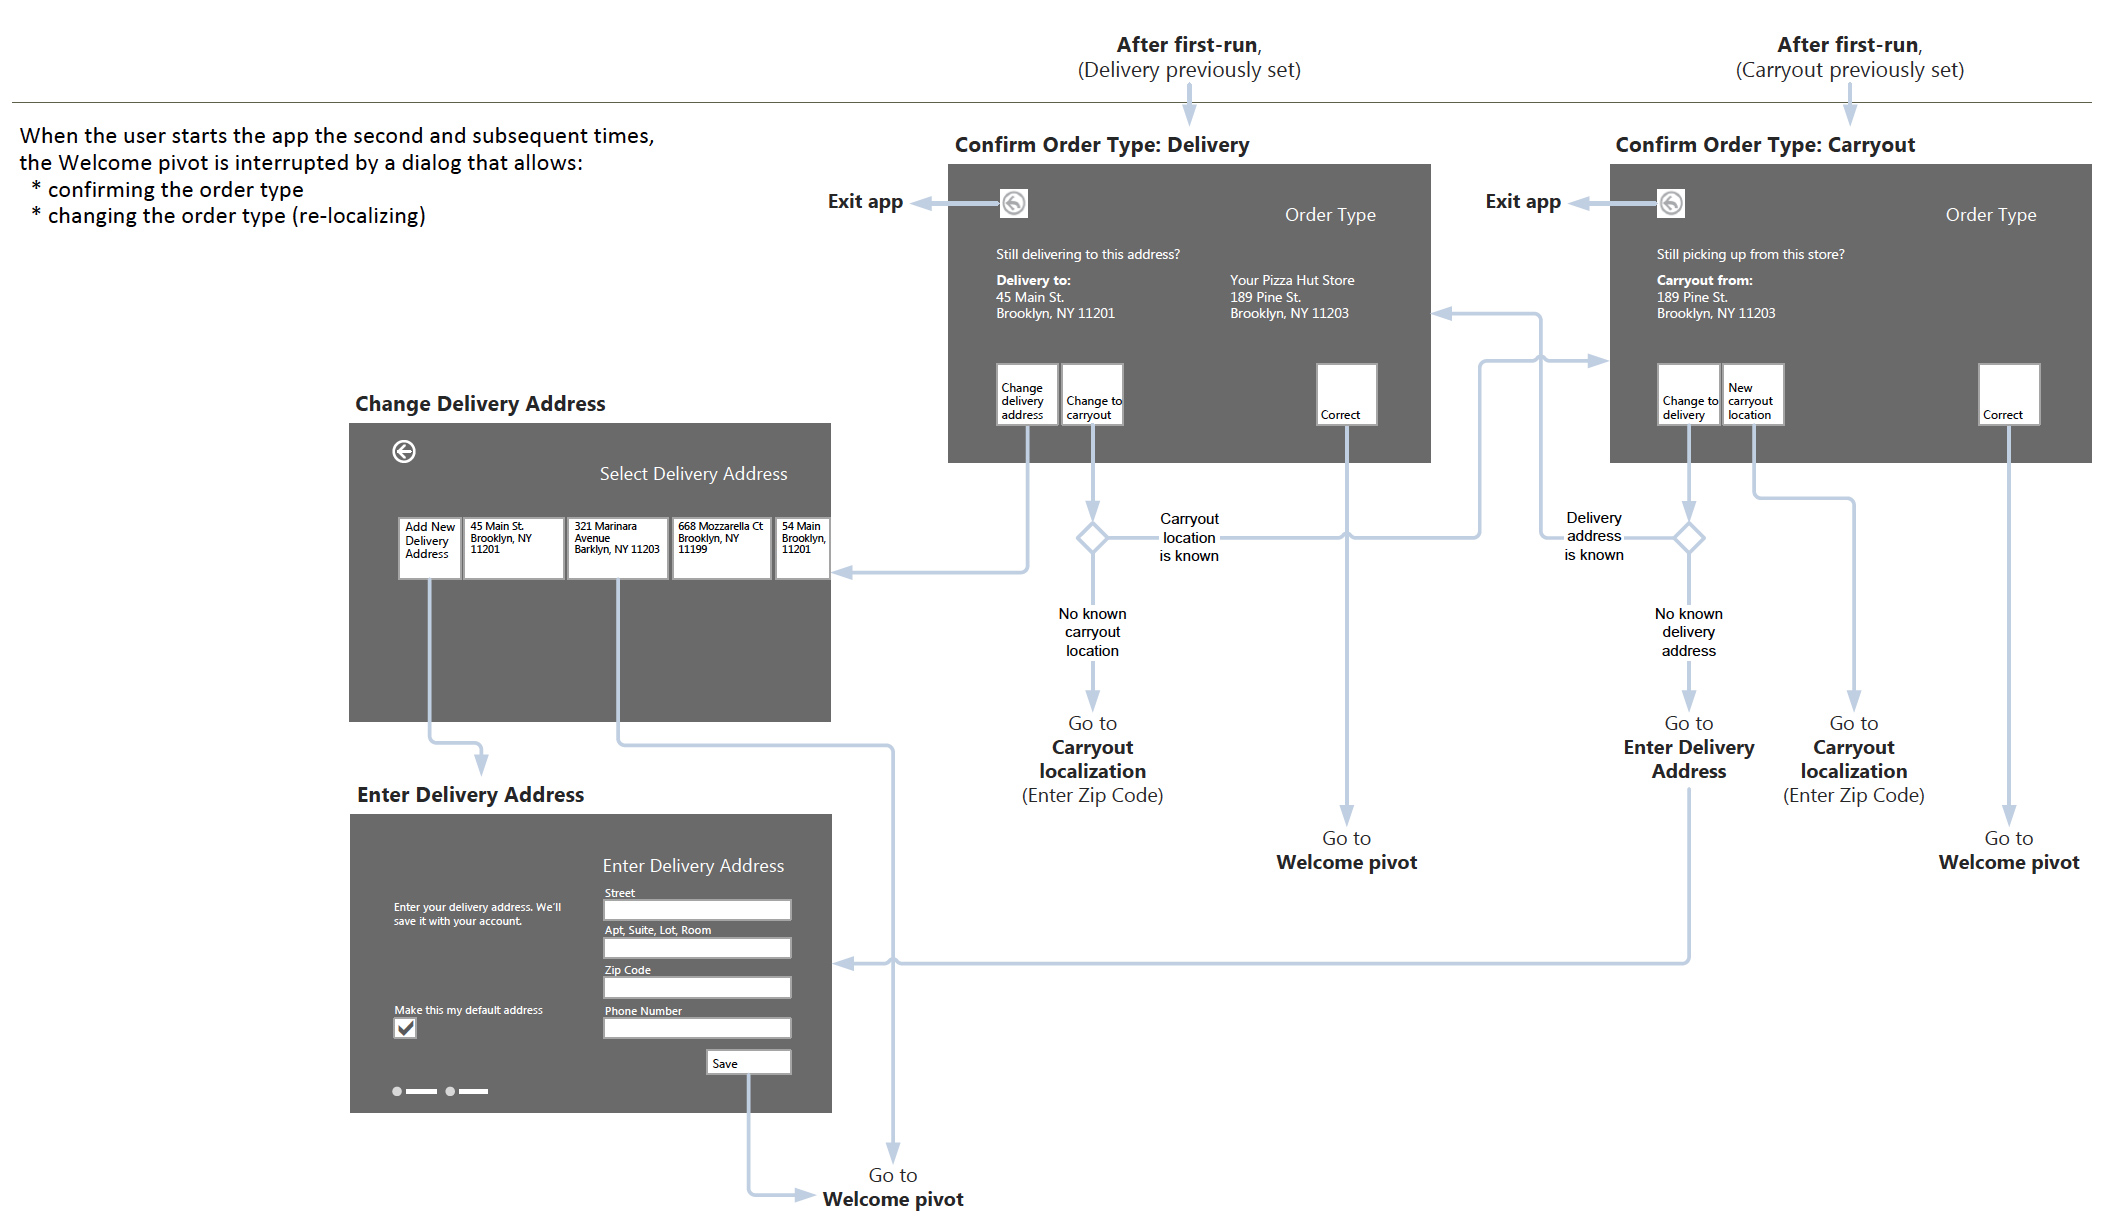 After first-run,
(Delivery previously set)
After first-run,
(Carryout previously set)
When the user starts the app the second and subsequent times,
the Welcome pivot is interrupted by a dialog that allows:
* confirming the order type
* changing the order type (re-localizing)
Confirm Order Type: Delivery
Exit app
Order Type
Still delivering to this address?
Delivery to:
45 Main St.
Brooklyn, NY 11201
Your Pizza Hut Store
189 Pine St.
Brooklyn, NY 11203
Change
delivery
address
Change to
carryout
Correct
Confirm Order Type: Carryout
Exit app
Order Type
Still picking up from this store?
Carryout from:
189 Pine St.
Brooklyn, NY 11203
Change to
delivery
New
carryout
location
Correct
Change Delivery Address
Select Delivery Address
Add New
Delivery
Address
45 Main St.
Brooklyn, NY
11201
321 Marinara
Avenue
Barklyn, NY 11203
668 Mozzarella Ct
Brooklyn, NY
11199
54 Main
Brooklyn,
11201
Carryout
location
is known
No known
carryout
location
Go to
Carryout
localization
(Enter Zip Code)
Go to
Welcome pivot
Delivery
address
is known
No known
delivery
address
Go to
Enter Delivery
Address
Go to
Carryout
localization
(Enter Zip Code)
Go to
Welcome pivot
Enter Delivery Address
Enter Delivery Address
Enter your delivery address. We'll
save it with your account.
Street
Apt, Suite, Lot, Room
Zip Code
Phone Number
Make this my default address
Save
Go to
Welcome pivot